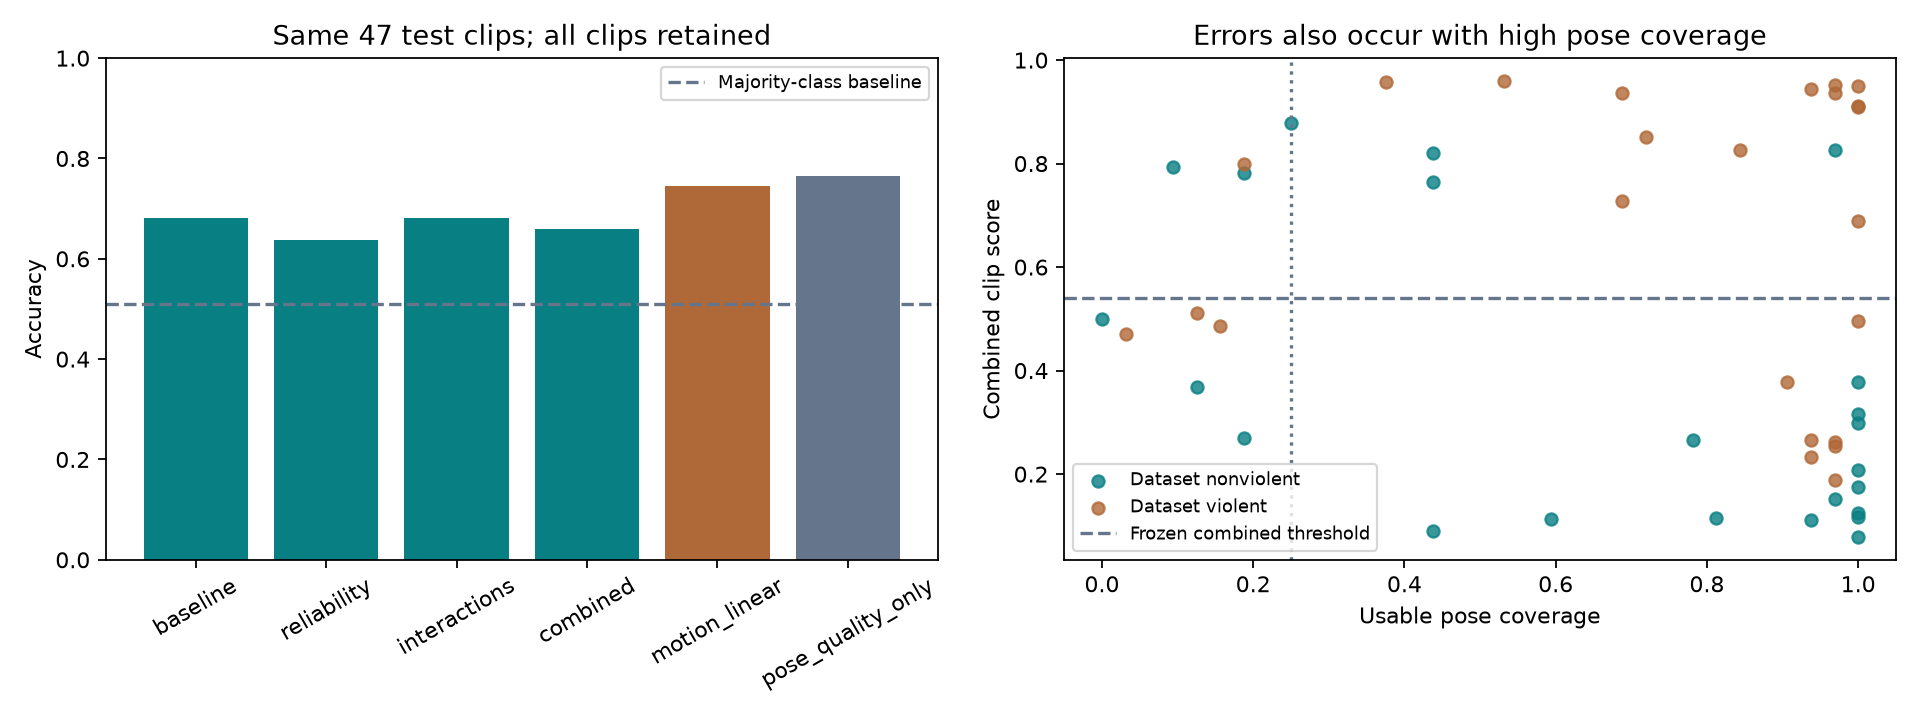 Same 47 test clips; all clips retained
Majority-class baseline
Accuracy
1.0
0.8
0.6
0.4
0.2
0.0
baseline
reliability
interactions
combined
motion_linear
pose_quality_only
Errors also occur with high pose coverage
Combined clip score
1.0
0.8
0.6
0.4
0.2
Dataset nonviolent
Dataset violent
Frozen combined threshold
0.0 0.2 0.4 0.6 0.8 1.0
Usable pose coverage